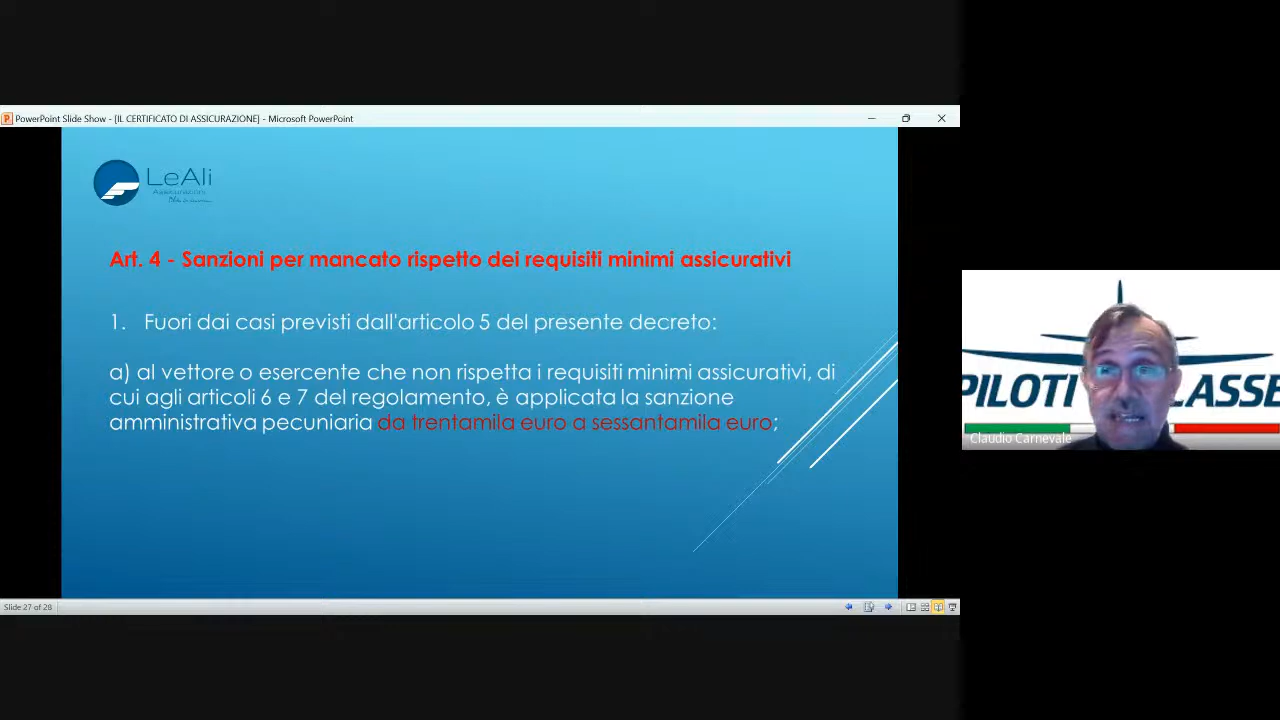 PowerPoint Slide Show - [IL CERTIFICATO DI ASSICURAZIONE] - Microsoft PowerPoint
LeAli
Assicurazioni
Art. 4 - Sanzioni per mancato rispetto dei requisiti minimi assicurativi
1. Fuori dai casi previsti dall'articolo 5 del presente decreto:
a) al vettore o esercente che non rispetta i requisiti minimi assicurativi, di
cui agli articoli 6 e 7 del regolamento, è applicata la sanzione
amministrativa pecuniaria da trentamila euro a sessantamila euro;
PILOTI LASSE
Claudio Carnevale
Slide 27 of 28